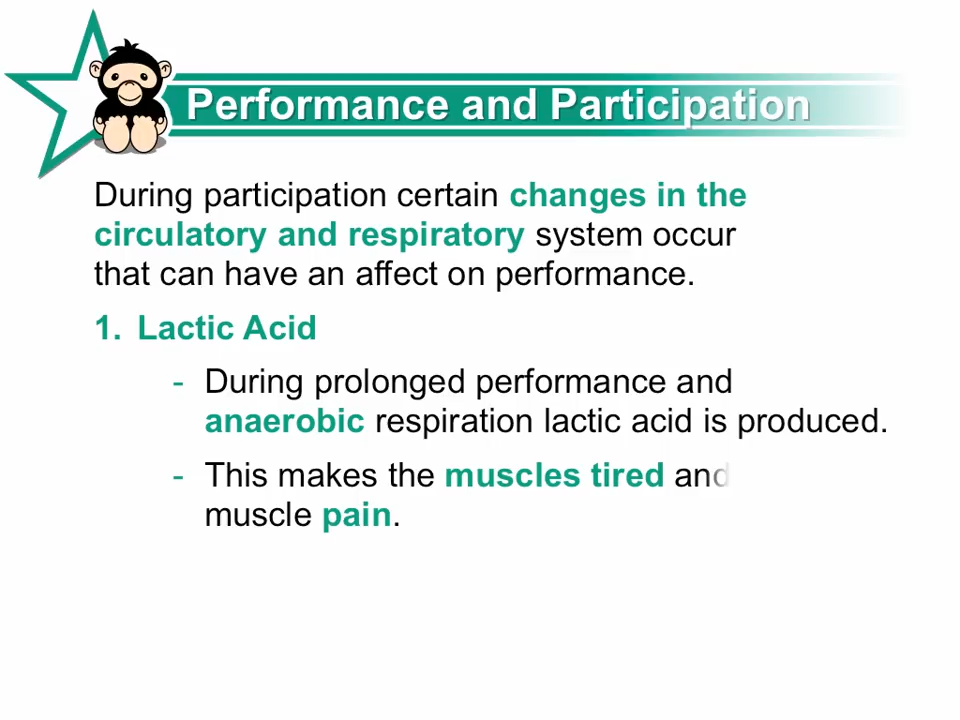 Performance and Participation
During participation certain changes in the
circulatory and respiratory system occur
that can have an affect on performance.
1. Lactic Acid
- During prolonged performance and
anaerobic respiration lactic acid is produced.
- This makes the muscles tired and
muscle pain.